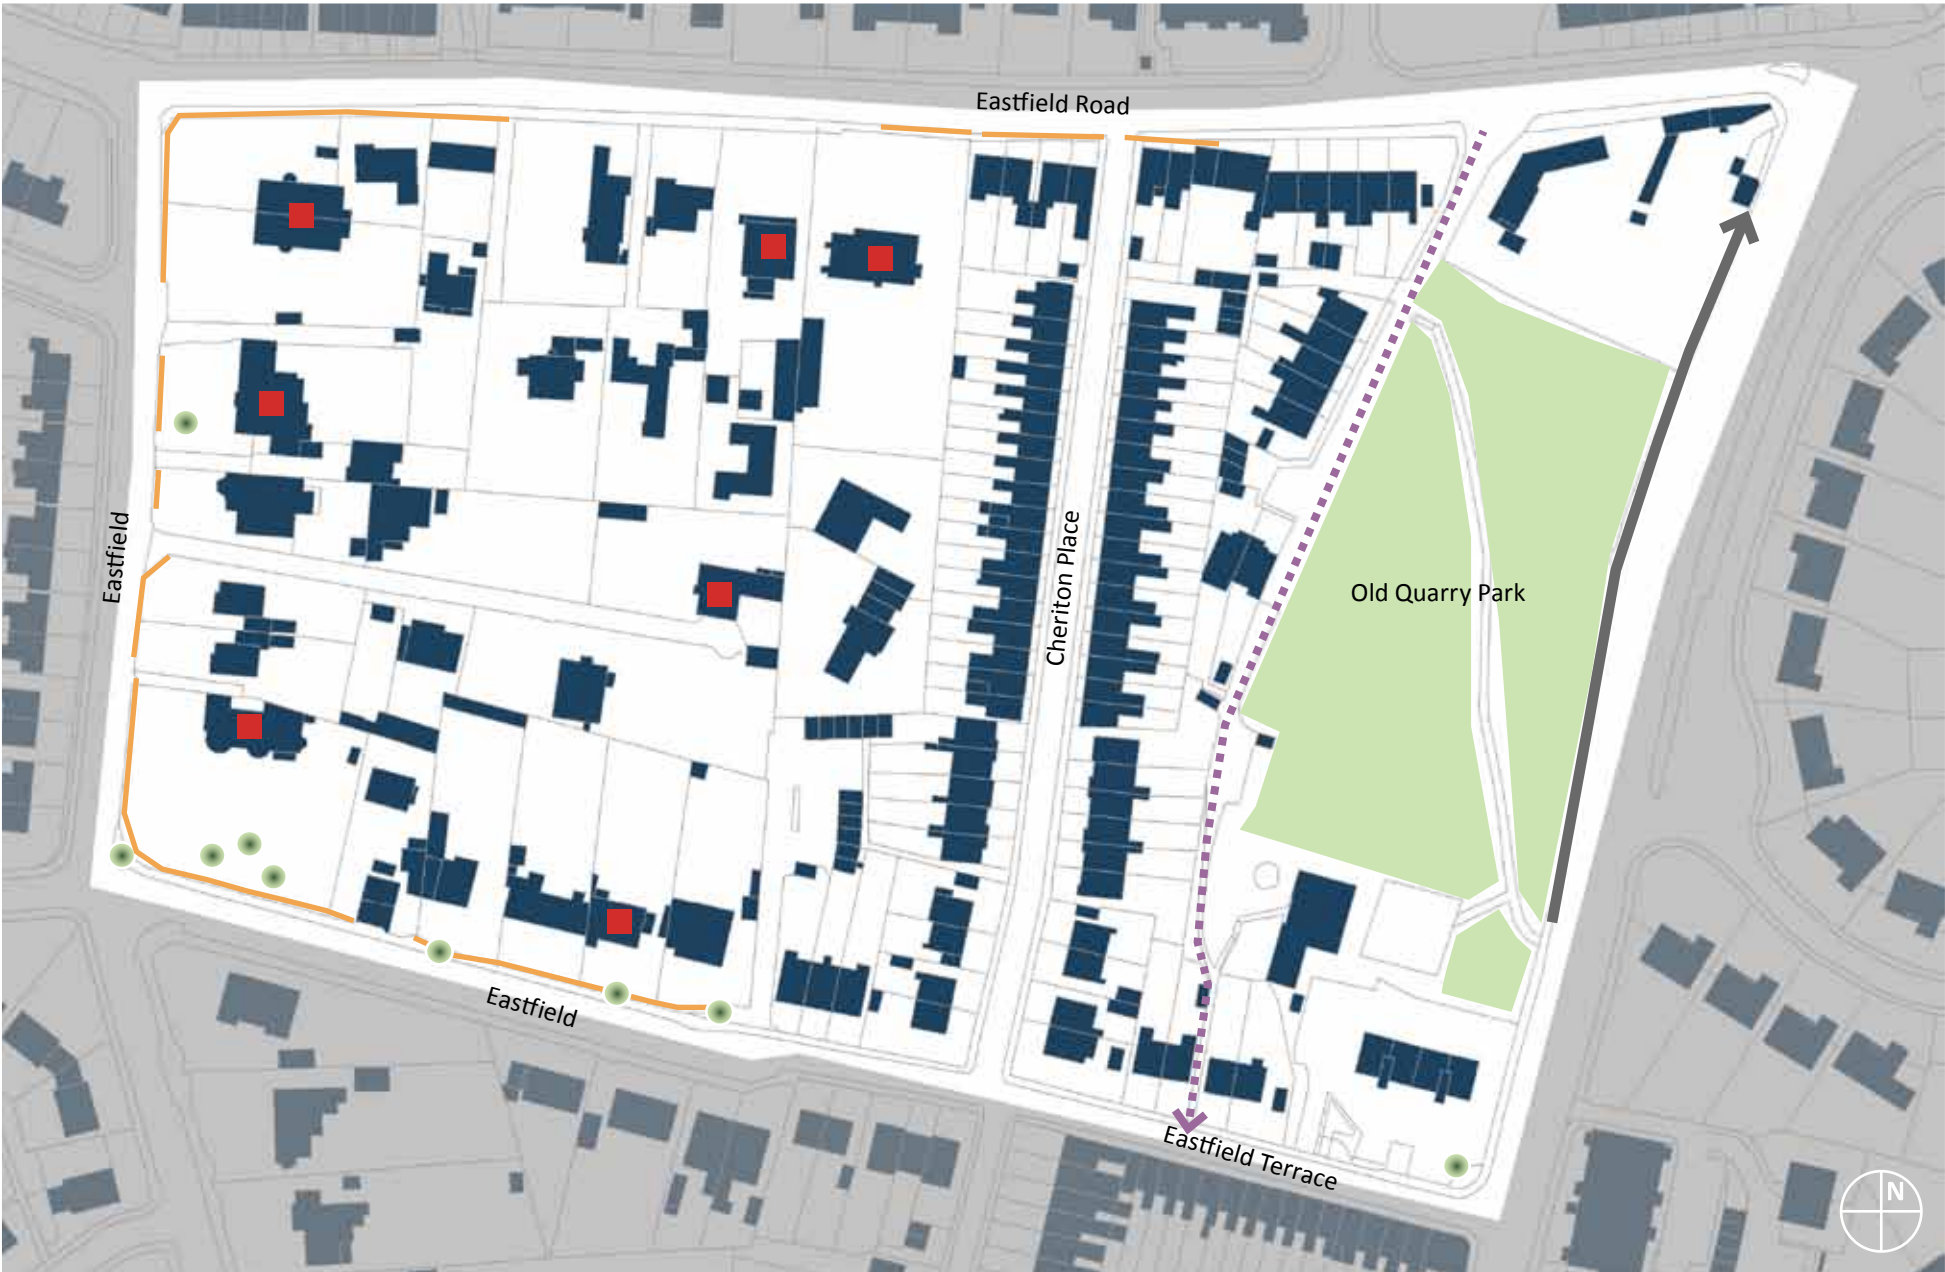 Eastfield Road
Eastfield
Cheriton Place
Old Quarry Park
Eastfield
Eastfield Terrace
N